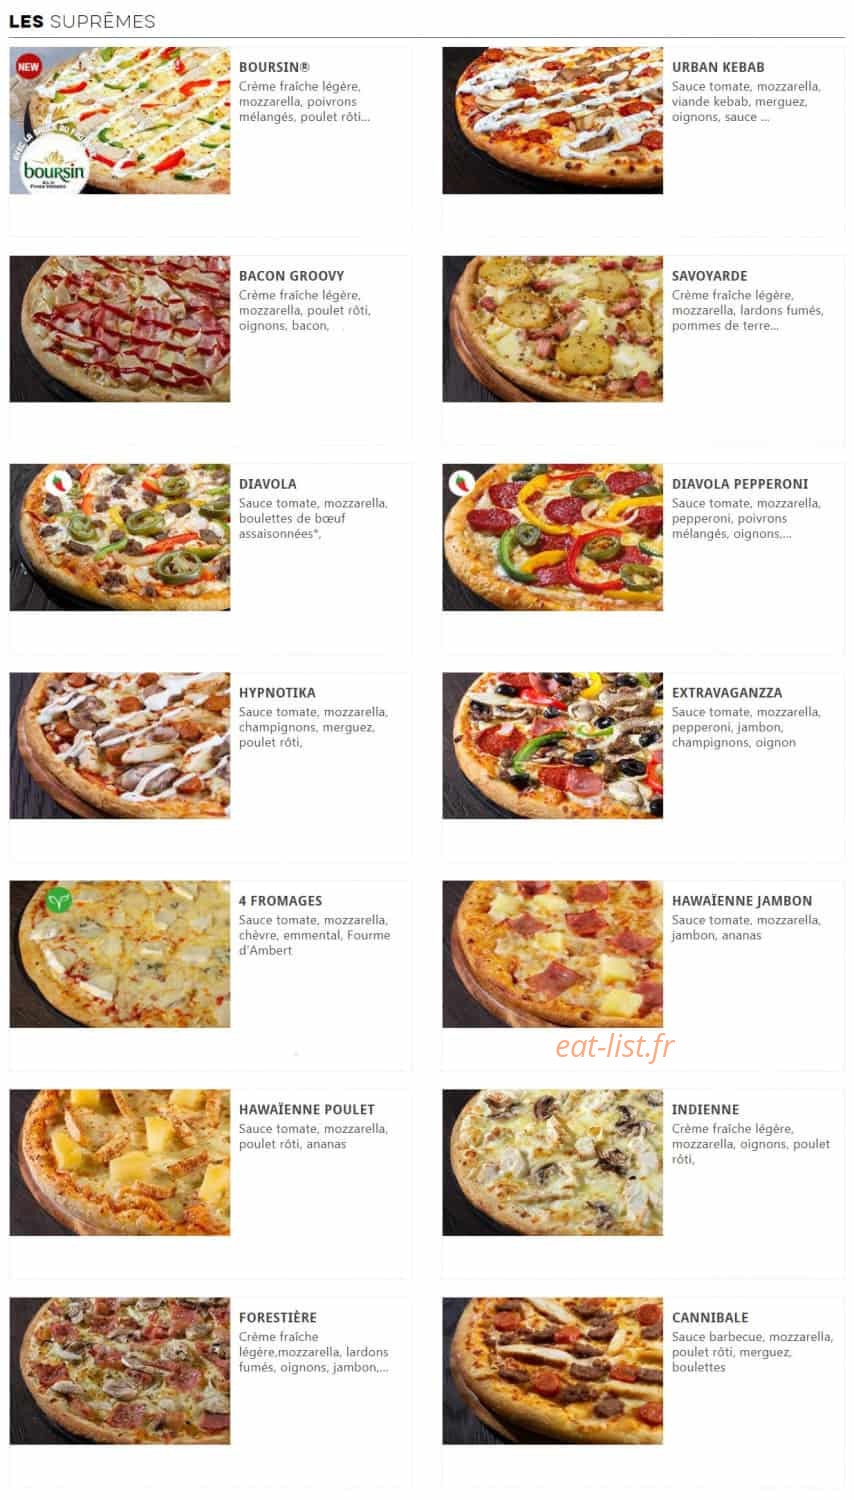 LES SUPRÊMES
NEW
AVEC LA
boursin
BOURSIN®
Crème fraîche légère,
mozzarella, poivrons
mélangés, poulet rôti...
URBAN KEBAB
Sauce tomate, mozzarella,
viande kebab, merguez,
oignons, sauce ...
BACON GROOVY
Crème fraîche légère,
mozzarella, poulet rôti,
oignons, bacon,
SAVOYARDE
Crème fraîche légère,
mozzarella, lardons fumés,
pommes de terre...
DIAVOLA
Sauce tomate, mozzarella,
boulettes de bœuf
assaisonnées*,
DIAVOLA PEPPERONI
Sauce tomate, mozzarella,
pepperoni, poivrons
mélangés, oignons,...
HYPNOTIKA
Sauce tomate, mozzarella,
champignons, merguez,
poulet rôti,
EXTRAVAGANZZA
Sauce tomate, mozzarella,
pepperoni, jambon,
champignons, oignon
4 FROMAGES
Sauce tomate, mozzarella,
chèvre, emmental, Fourme
d'Ambert
HAWAÏENNE JAMBON
Sauce tomate, mozzarella,
jambon, ananas
eat-list.fr
HAWAÏENNE POULET
Sauce tomate, mozzarella,
poulet rôti, ananas
INDIENNE
Crème fraîche légère,
mozzarella, oignons, poulet
rôti,
FORESTIÈRE
Crème fraîche
légère,mozzarella, lardons
fumés, oignons, jambon,...
CANNIBALE
Sauce barbecue, mozzarella,
poulet rôti, merguez,
boulettes